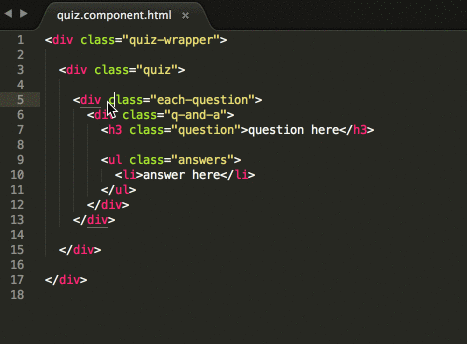 quiz.component.html
1 <div class="quiz-wrapper">
2
3 <div class="quiz">
4
5 <div class="each-question">
6 <div class="q-and-a">
7 <h3 class="question">question here</h3>
8
9 <ul class="answers">
10 <li>answer here</li>
11 </ul>
12 </div>
13 </div>
14
15 </div>
16
17 </div>
18